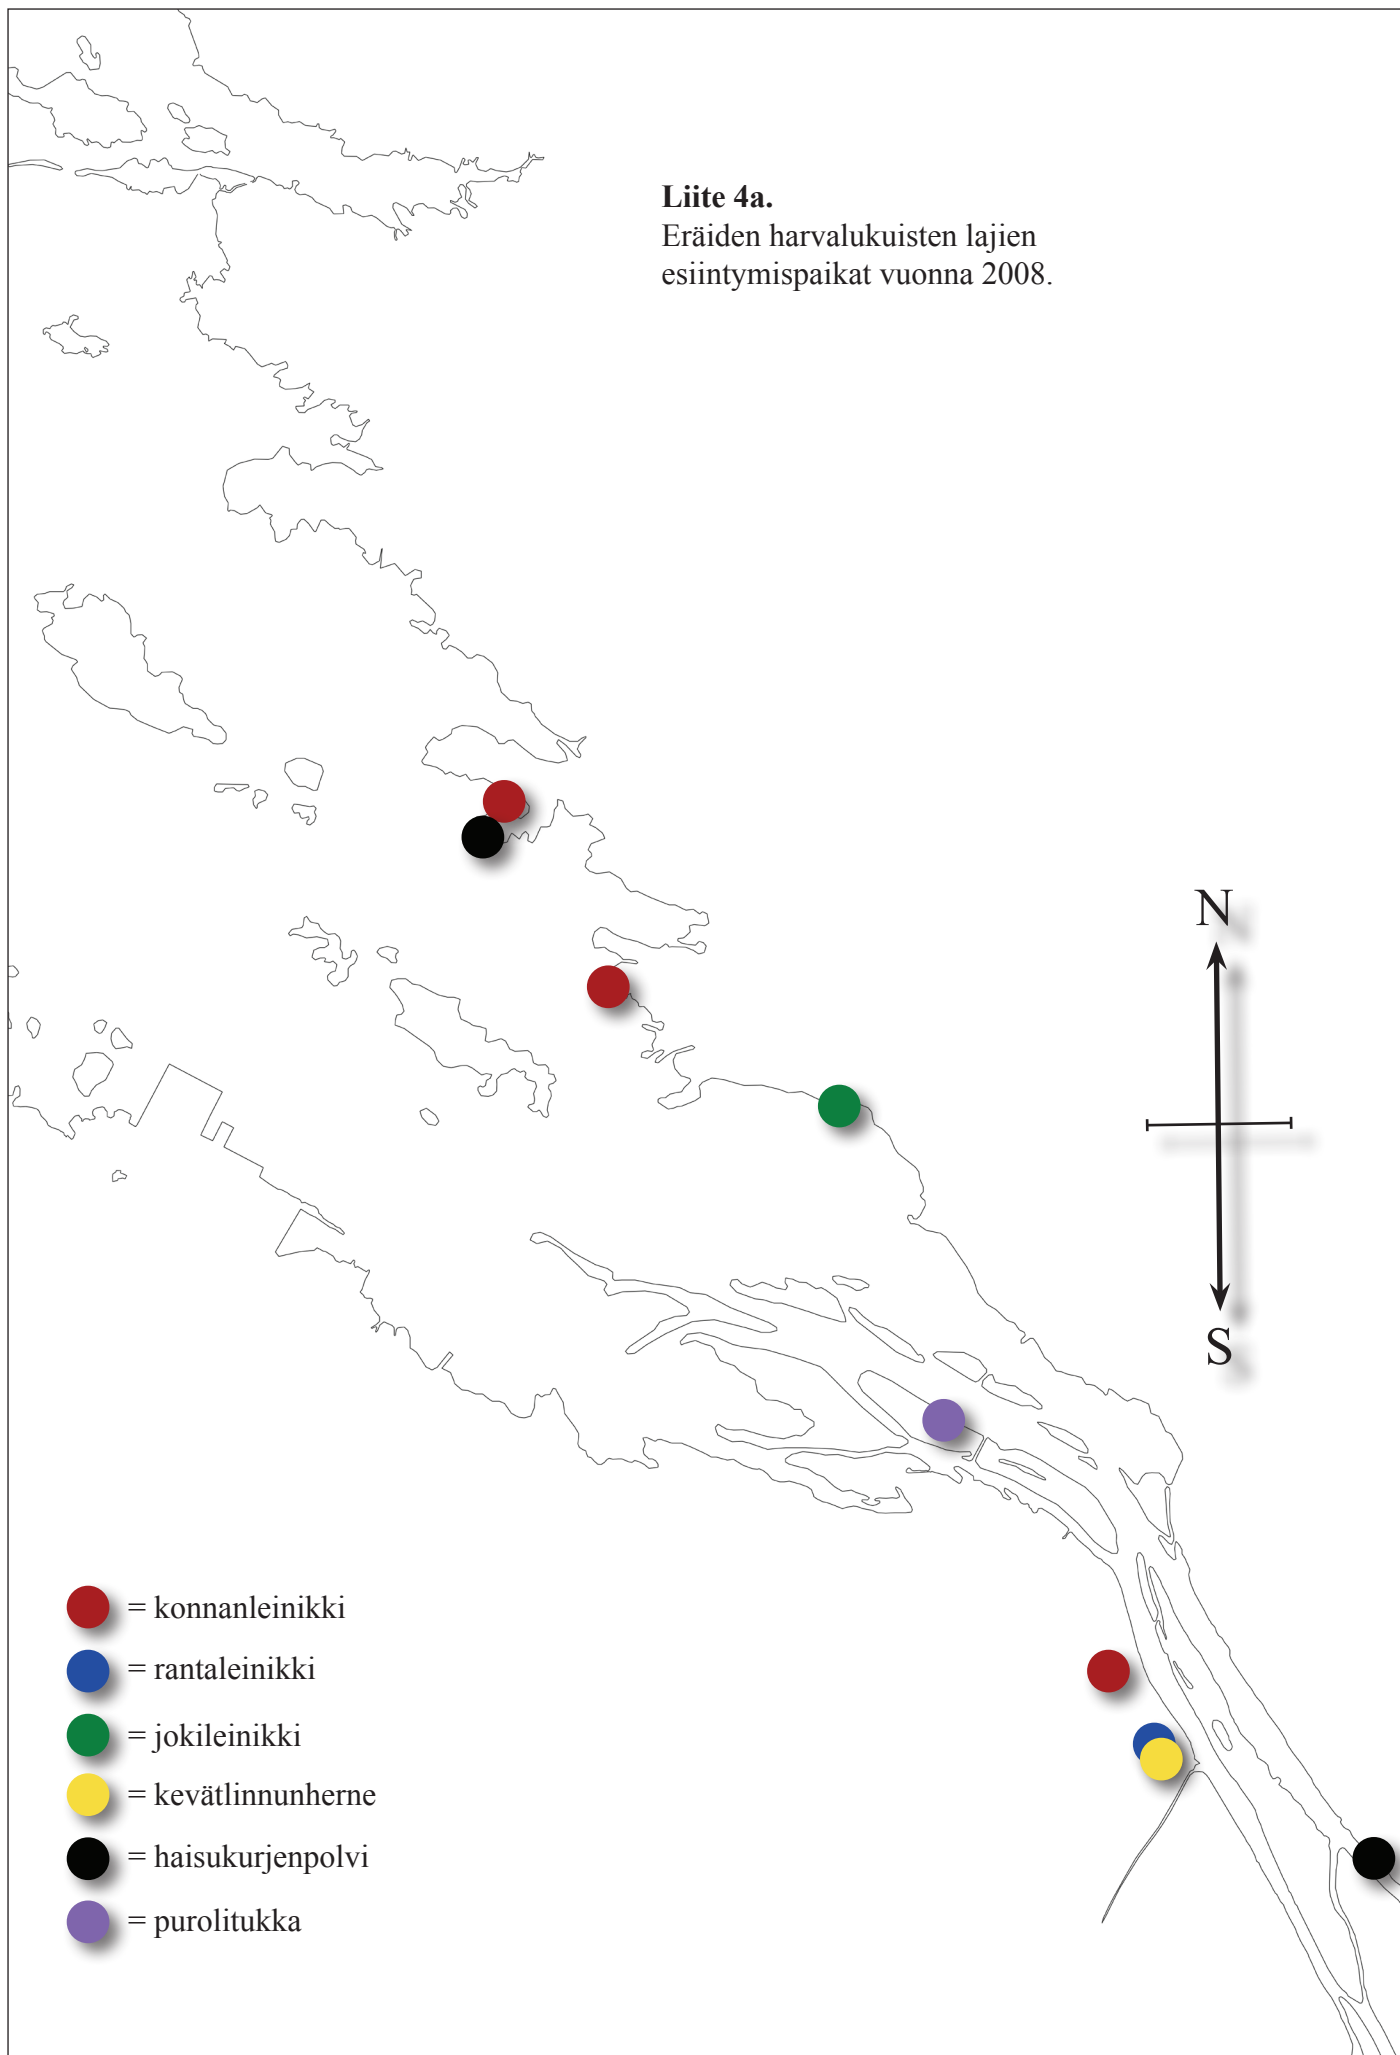 Liite 4a.
Eräiden harvalukuisten lajien
esiintymispaikat vuonna 2008.
N
S
= konnanleinikki
= rantaleinikki
= jokileinikki
= kevätlinnunherne
= haisukurjenpolvi
= purolitukka